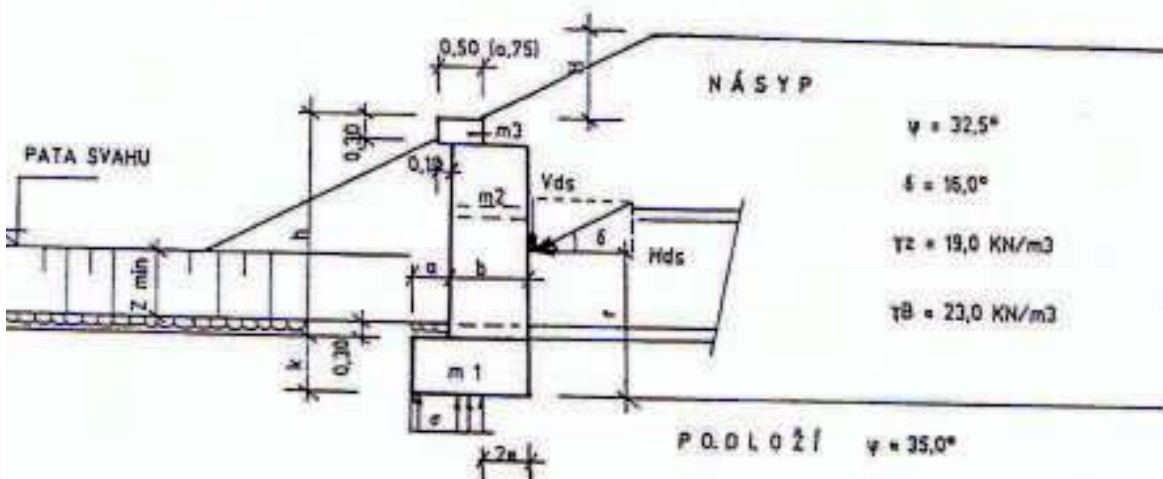 0,50 (0,75)
H
NÁSYP
φ = 32,5°
m3
0,30
PATA SVAHU
0,10
Vds
δ = 16,0°
m2
h
δ
γz = 19,0 KN/m3
Z min
a
b
Hds
r
γB = 23,0 KN/m3
0,30
k
m 1
σ
PODLOŽÍ φ = 35,0°
2e